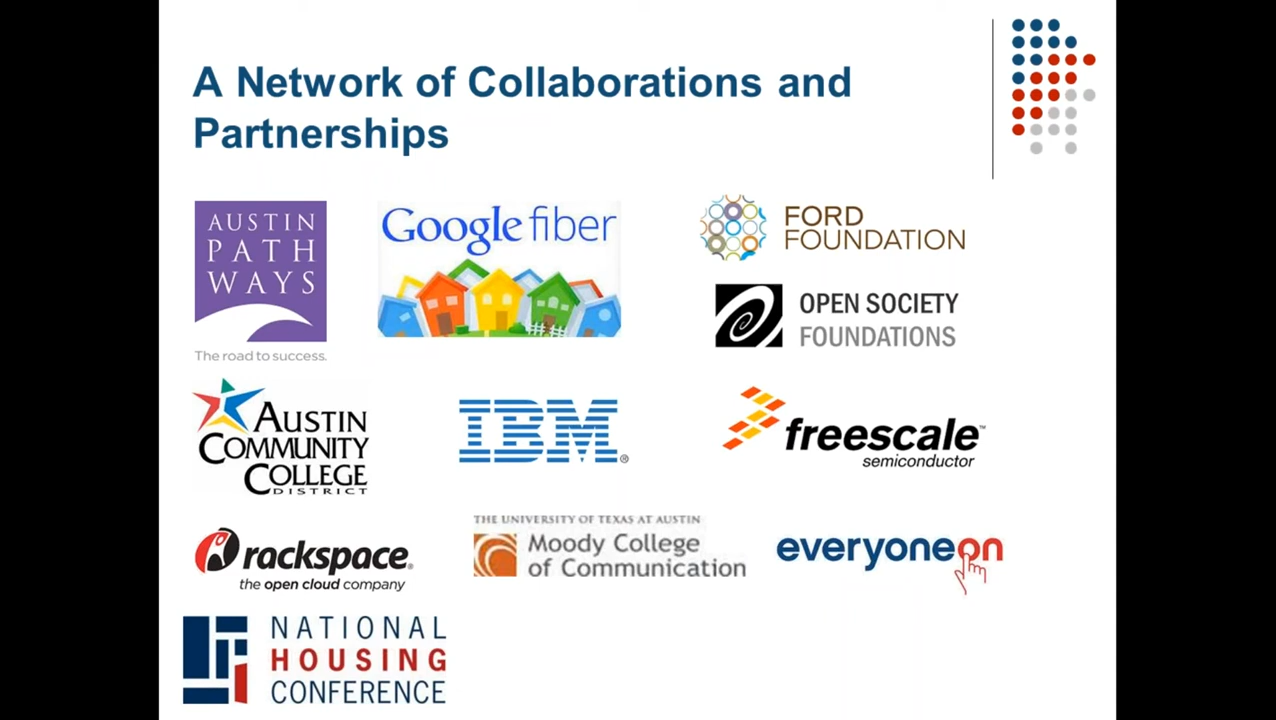 A Network of Collaborations and
Partnerships
AUSTIN
PATH
WAYS
The road to success.
Google fiber
FORD
FOUNDATION
OPEN SOCIETY
FOUNDATIONS
AUSTIN
COMMUNITY
COLLEGE
DISTRICT
IBM®
freescale™
semiconductor
rackspace®
the open cloud company
THE UNIVERSITY OF TEXAS AT AUSTIN
Moody College
of Communication
everyoneon
NATIONAL
HOUSING
CONFERENCE